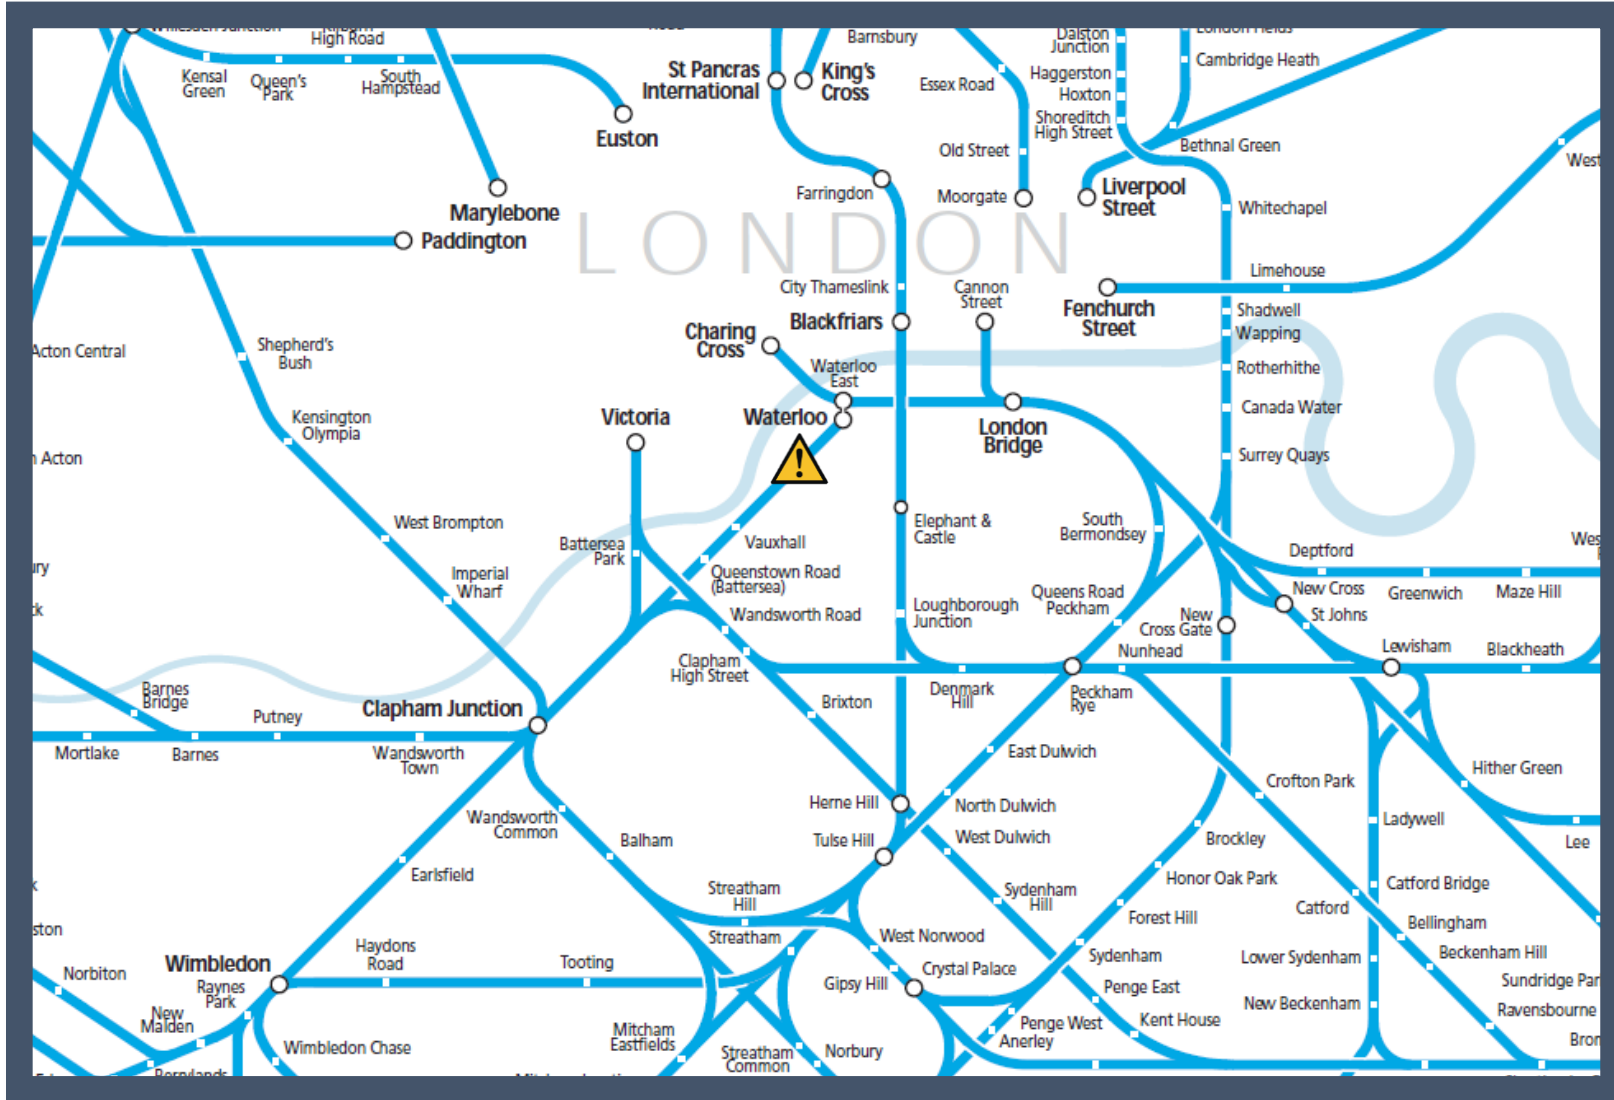 High Road
Barnsbury
Dalston
Junction
London Fields
Cambridge Heath
Kensal
Green
Queen's
Park
South
Hampstead
St Pancras
International
King's
Cross
Essex Road
Haggerston
Hoxton
Shoreditch
High Street
Euston
Bethnal Green
Old Street
Farringdon
Moorgate
Liverpool
Street
Whitechapel
West
Marylebone
Paddington
LONDON
Limehouse
City Thameslink
Cannon
Street
Fenchurch
Street
Shadwell
Wapping
Blackfriars
Charing
Cross
Acton Central
Shepherd's
Bush
Waterloo
East
Rotherhithe
Canada Water
Kensington
Olympia
Victoria
Waterloo
London
Bridge
Surrey Quays
Acton
West Brompton
Vauxhall
Battersea
Park
Elephant &
Castle
South
Bermondsey
Deptford
Wes
ury
Imperial
Wharf
Queenstown Road
(Battersea)
Queens Road
Peckham
New Cross
Greenwich
Maze Hill
Wandsworth Road
Loughborough
Junction
New
Cross Gate
St Johns
Nunhead
Lewisham
Blackheath
Clapham
High Street
Barnes
Bridge
Putney
Clapham Junction
Brixton
Denmark
Hill
Peckham
Rye
Mortlake
Barnes
Wandsworth
Town
East Dulwich
Crofton Park
Hither Green
Herne Hill
North Dulwich
Wandsworth
Common
Balham
Tulse Hill
West Dulwich
Brockley
Ladywell
Lee
Earlsfield
Streatham
Hill
Sydenham
Hill
Honor Oak Park
Catford Bridge
Catford
Forest Hill
Bellingham
ston
Streatham
West Norwood
Haydons
Road
Tooting
Wimbledon
Raynes
Park
Norbiton
Gipsy Hill
Crystal Palace
Sydenham
Lower Sydenham
Beckenham Hill
Sundridge Par
Penge East
New Beckenham
Ravensbourne
New
Malden
Mitcham
Eastfields
Penge West
Kent House
Anerley
Bror
Wimbledon Chase
Streatham
Common
Norbury
Berrylands